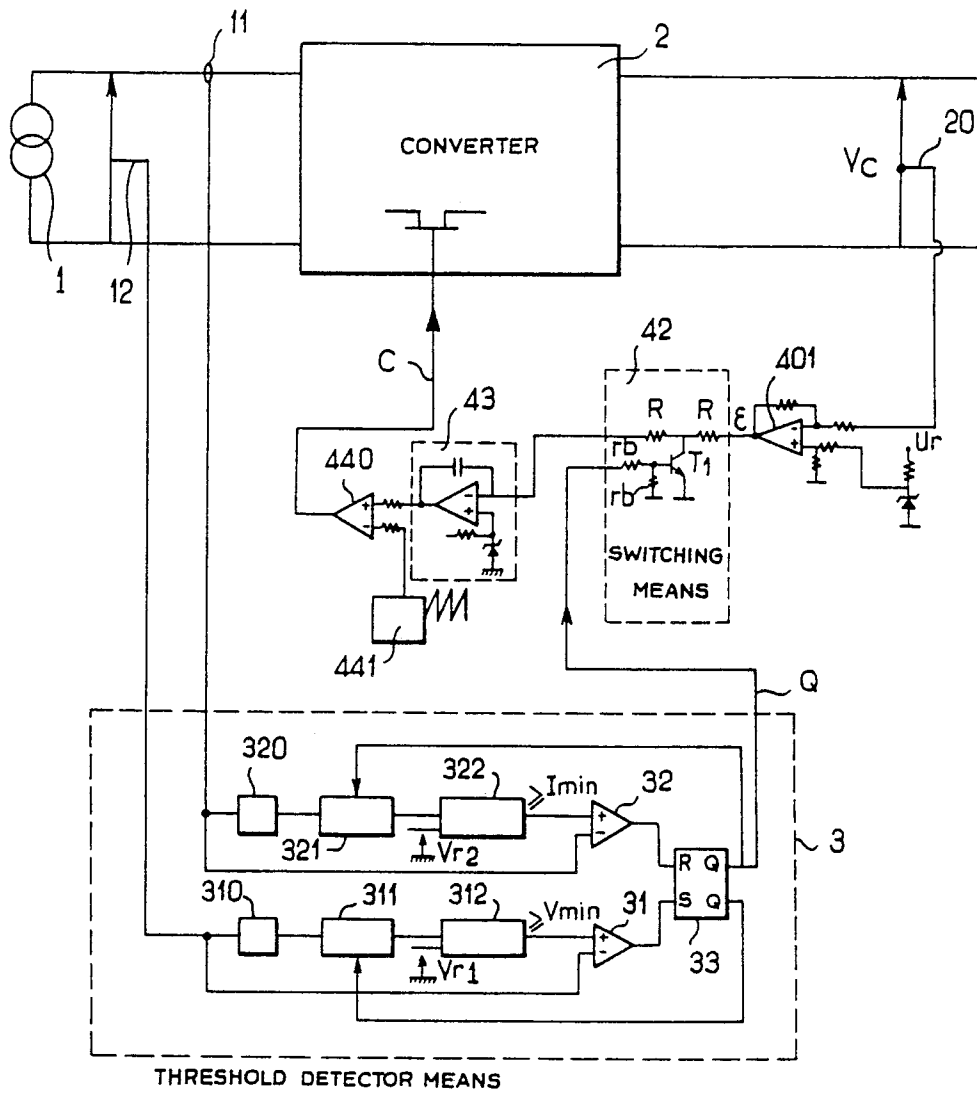 11
2
CONVERTER
20
Vc
1
12
42
401
C
43
R
R
ε
Ur
rb
T1
440
rb
SWITCHING
MEANS
441
Q
320
322
≥ Imin
32
321
Vr2
3
R Q
310
311
312
≥ Vmin
31
S Q
33
Vr1
THRESHOLD DETECTOR MEANS